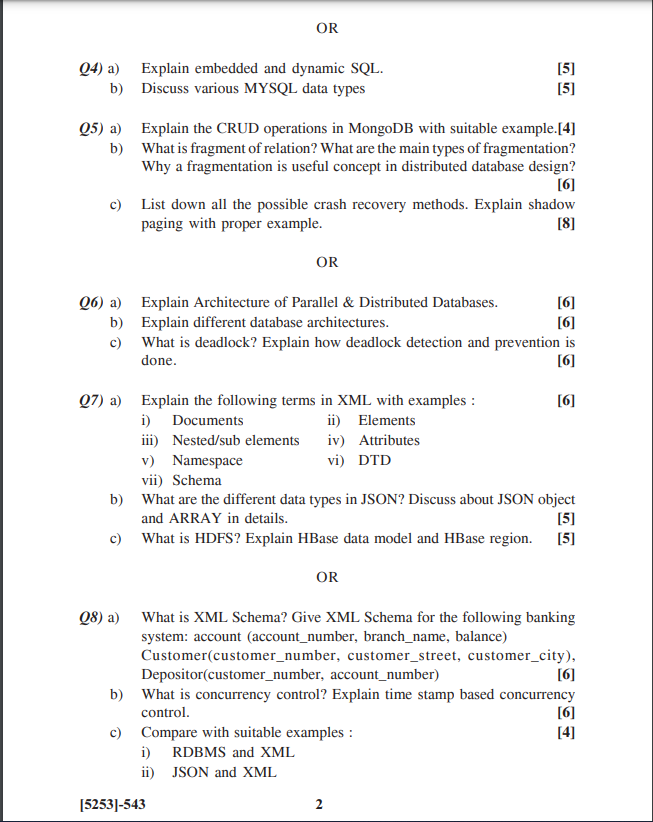 OR
Q4) a) Explain embedded and dynamic SQL. [5]
b) Discuss various MYSQL data types [5]
Q5) a) Explain the CRUD operations in MongoDB with suitable example.[4]
b) What is fragment of relation? What are the main types of fragmentation?
Why a fragmentation is useful concept in distributed database design?
[6]
c) List down all the possible crash recovery methods. Explain shadow
paging with proper example. [8]
OR
Q6) a) Explain Architecture of Parallel & Distributed Databases. [6]
b) Explain different database architectures. [6]
c) What is deadlock? Explain how deadlock detection and prevention is
done. [6]
Q7) a) Explain the following terms in XML with examples : [6]
i) Documents ii) Elements
iii) Nested/sub elements iv) Attributes
v) Namespace vi) DTD
vii) Schema
b) What are the different data types in JSON? Discuss about JSON object
and ARRAY in details. [5]
c) What is HDFS? Explain HBase data model and HBase region. [5]
OR
Q8) a) What is XML Schema? Give XML Schema for the following banking
system: account (account_number, branch_name, balance)
Customer(customer_number, customer_street, customer_city),
Depositor(customer_number, account_number) [6]
b) What is concurrency control? Explain time stamp based concurrency
control. [6]
c) Compare with suitable examples : [4]
i) RDBMS and XML
ii) JSON and XML
[5253]-543 2